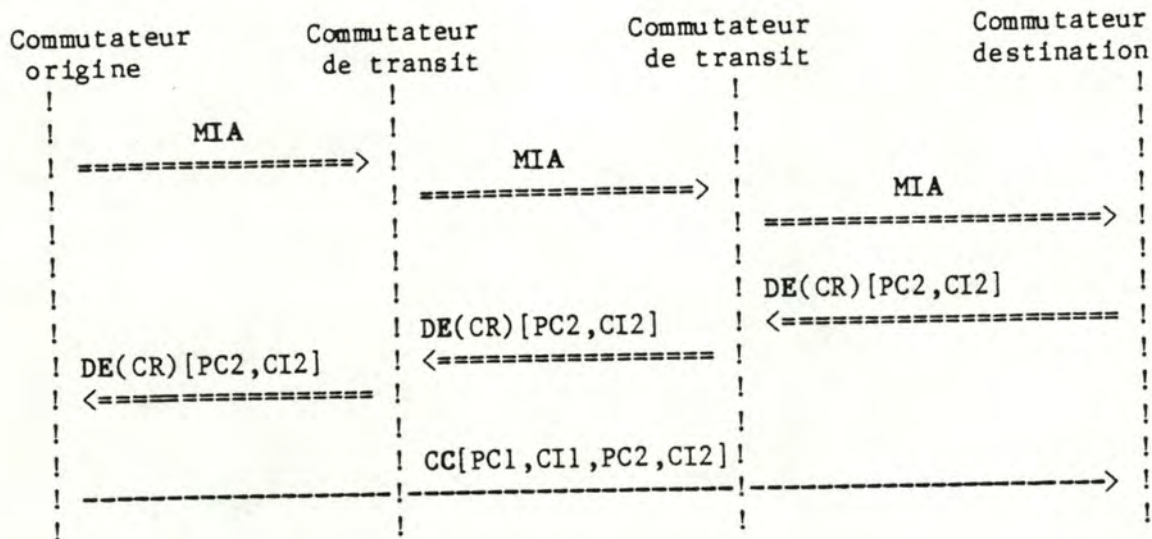 Commutateur origine
Commutateur de transit
Commutateur de transit
Commutateur destination
MIA
MIA
MIA
DE(CR)[PC2,CI2]
DE(CR)[PC2,CI2]
DE(CR)[PC2,CI2]
CC[PC1,CI1,PC2,CI2]